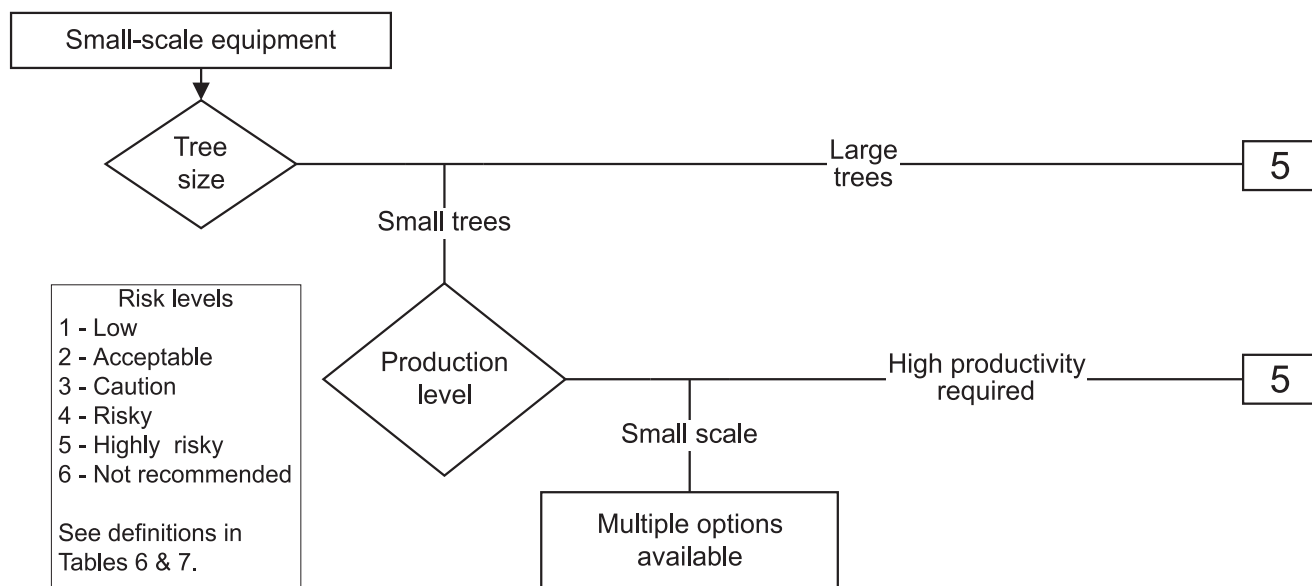 Small-scale equipment
Tree
size
Large
trees
5
Small trees
Risk levels
1 - Low
2 - Acceptable
3 - Caution
4 - Risky
5 - Highly risky
6 - Not recommended
See definitions in
Tables 6 & 7.
Production
level
High productivity
required
5
Small scale
Multiple options
available